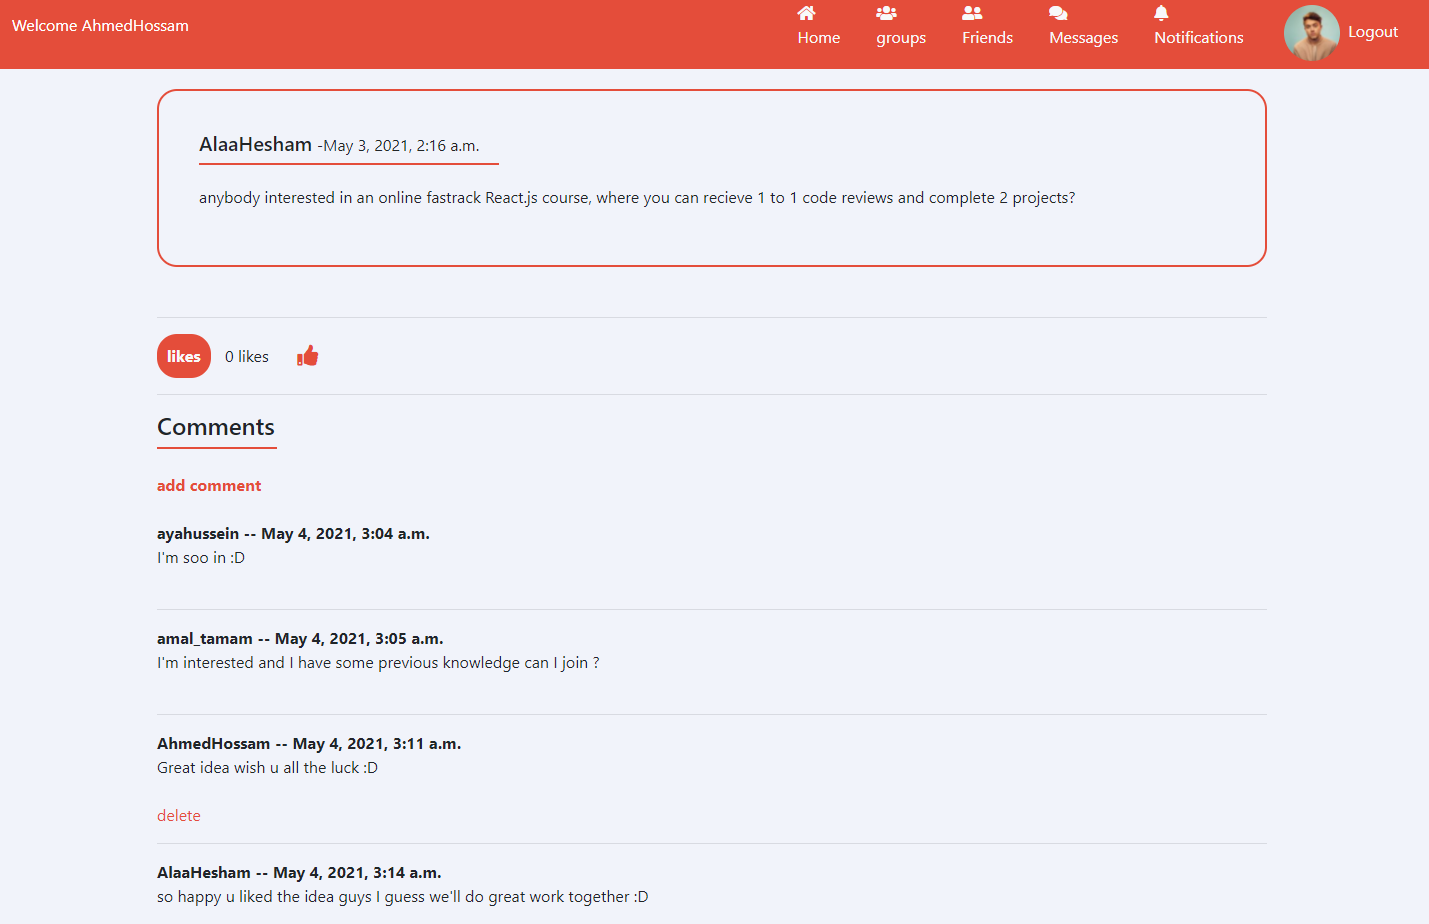 Welcome AhmedHossam
Home
groups
Friends
Messages
Notifications
Logout
AlaaHesham -May 3, 2021, 2:16 a.m.
anybody interested in an online fastrack React.js course, where you can recieve 1 to 1 code reviews and complete 2 projects?
likes 0 likes
Comments
add comment
ayahussein -- May 4, 2021, 3:04 a.m.
I'm soo in :D
amal_tamam -- May 4, 2021, 3:05 a.m.
I'm interested and I have some previous knowledge can I join ?
AhmedHossam -- May 4, 2021, 3:11 a.m.
Great idea wish u all the luck :D
delete
AlaaHesham -- May 4, 2021, 3:14 a.m.
so happy u liked the idea guys I guess we'll do great work together :D